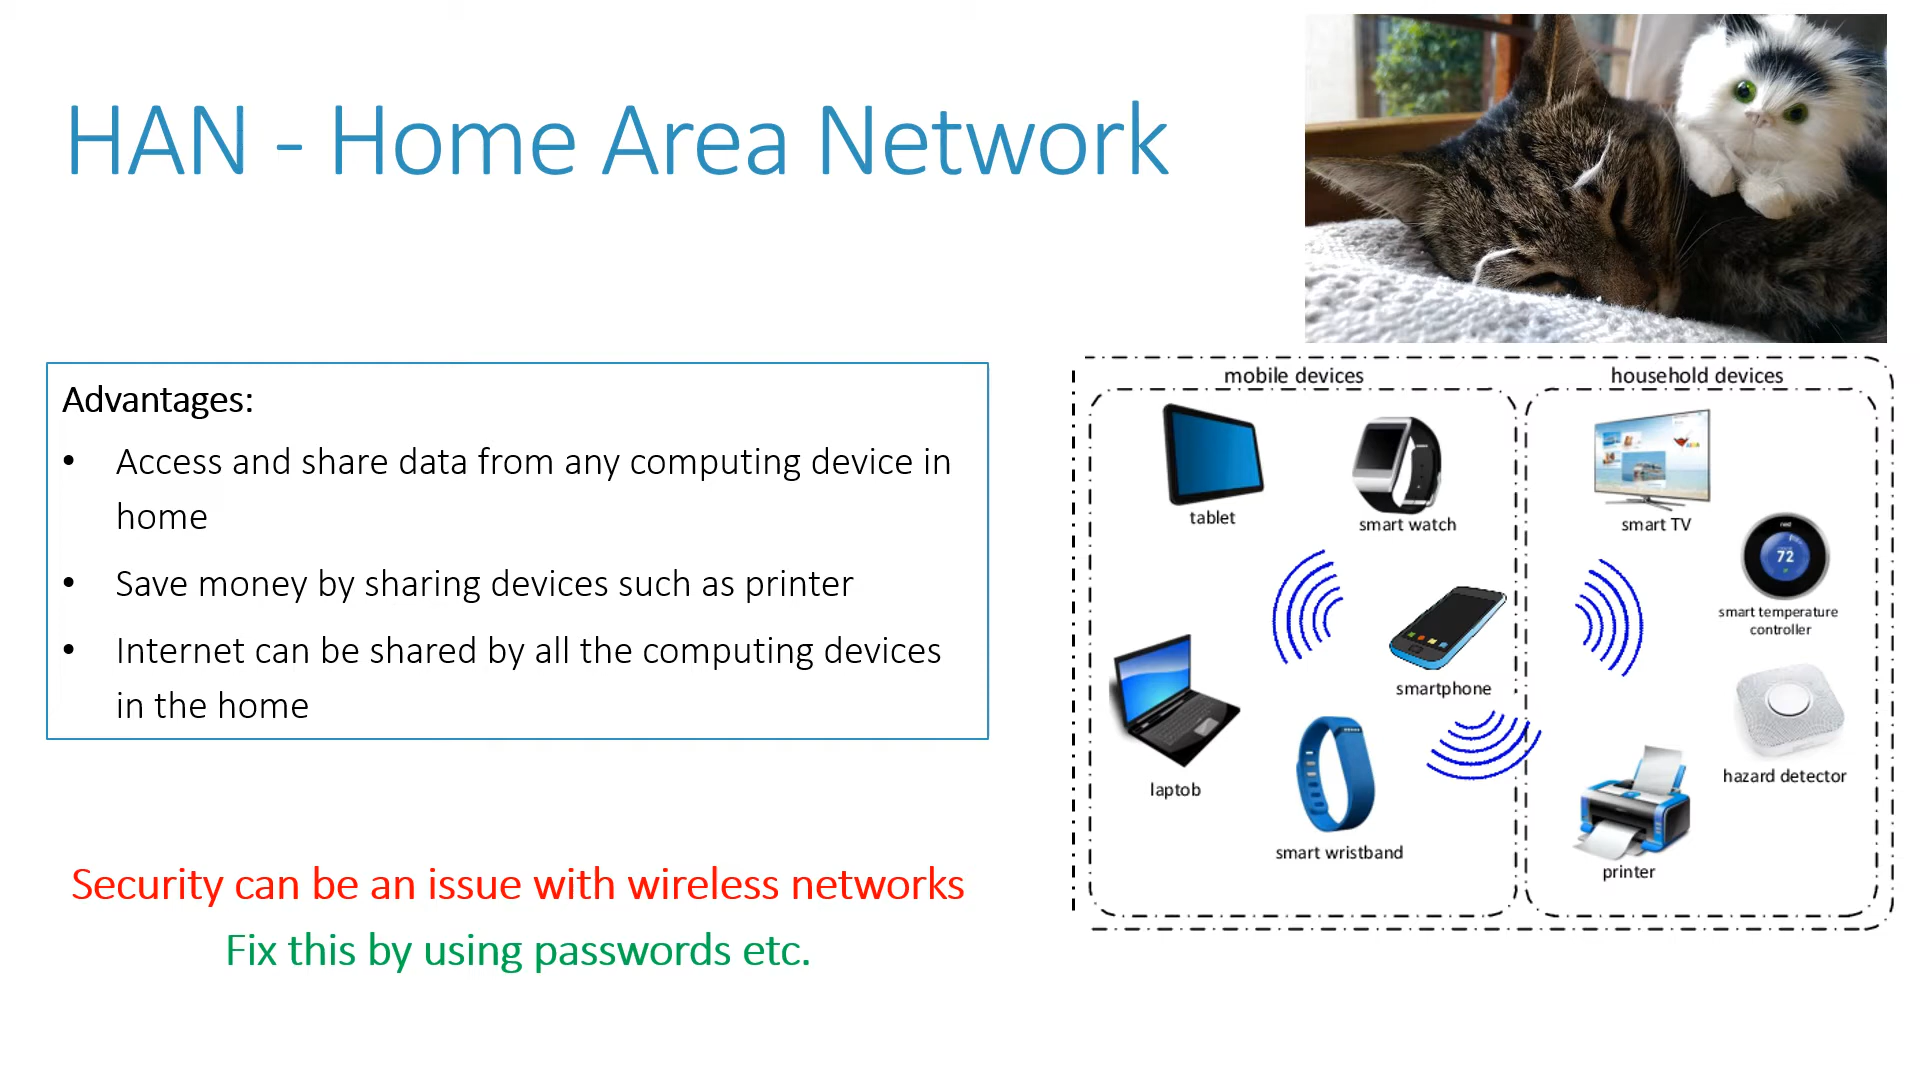 HAN - Home Area Network
Advantages:
• Access and share data from any computing device in
home
• Save money by sharing devices such as printer
• Internet can be shared by all the computing devices
in the home
Security can be an issue with wireless networks
Fix this by using passwords etc.
mobile devices
tablet
smart watch
smartphone
laptob
smart wristband
household devices
smart TV
nest
72
smart temperature
controller
hazard detector
printer